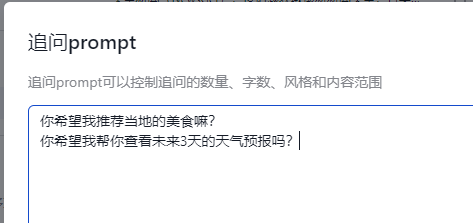 追问prompt
追问prompt可以控制追问的数量、字数、风格和内容范围
你希望我推荐当地的美食嘛?
你希望我帮你查看未来3天的天气预报吗?